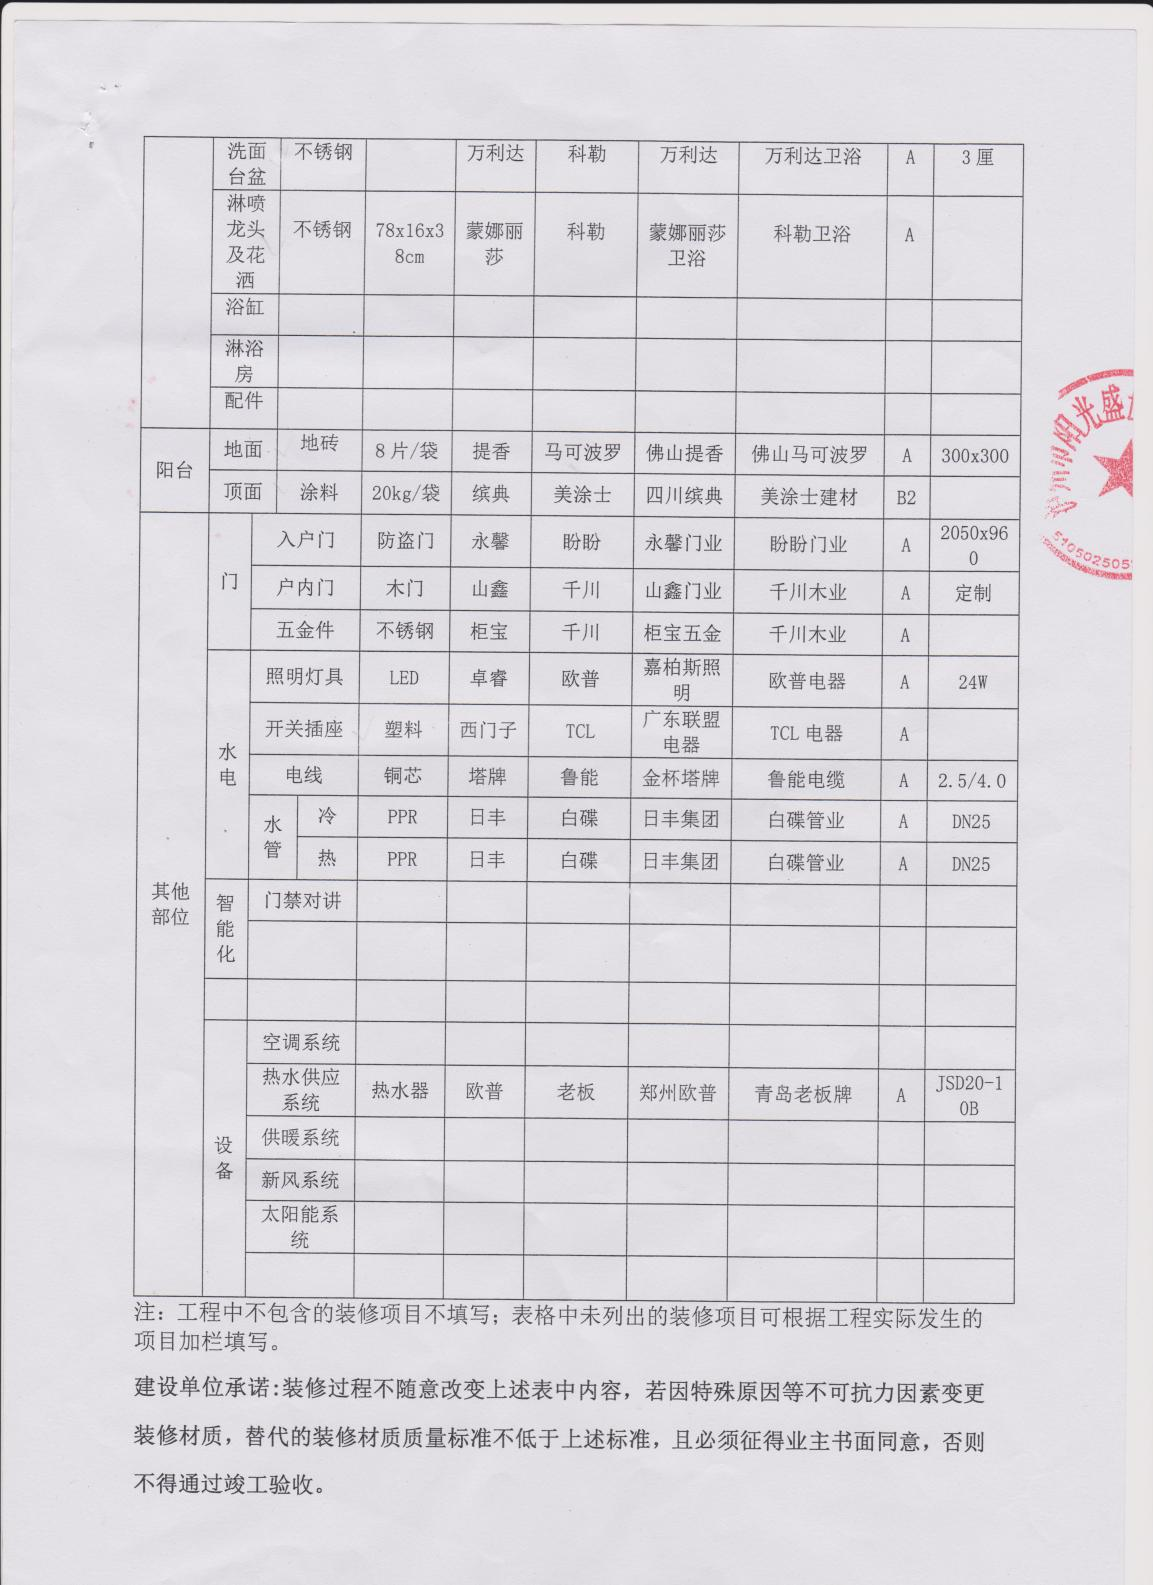 洗面台盆 不锈钢 万利达 科勒 万利达 万利达卫浴 A 3厘
淋喷龙头及花洒 不锈钢 78x16x38cm 蒙娜丽莎 科勒 蒙娜丽莎卫浴 科勒卫浴 A
浴缸
淋浴房
配件
阳台 地面 地砖 8片/袋 提香 马可波罗 佛山提香 佛山马可波罗 A 300x300
顶面 涂料 20kg/袋 缤典 美涂士 四川缤典 美涂士建材 B2
其他部位 门 入户门 防盗门 永馨 盼盼 永馨门业 盼盼门业 A 2050x960
户内门 木门 山鑫 千川 山鑫门业 千川木业 A 定制
五金件 不锈钢 柜宝 千川 柜宝五金 千川木业 A
水电 照明灯具 LED 卓睿 欧普 嘉柏斯照明 欧普电器 A 24W
开关插座 塑料 西门子 TCL 广东联盟电器 TCL电器 A
电线 铜芯 塔牌 鲁能 金杯塔牌 鲁能电缆 A 2.5/4.0
水管 冷 PPR 日丰 白碟 日丰集团 白碟管业 A DN25
热 PPR 日丰 白碟 日丰集团 白碟管业 A DN25
智能化 门禁对讲
设备 空调系统
热水供应系统 热水器 欧普 老板 郑州欧普 青岛老板牌 A JSD20-10B
供暖系统
新风系统
太阳能系统
注：工程中不包含的装修项目不填写；表格中未列出的装修项目可根据工程实际发生的
项目加栏填写。
建设单位承诺:装修过程不随意改变上述表中内容，若因特殊原因等不可抗力因素变更
装修材质，替代的装修材质质量标准不低于上述标准，且必须征得业主书面同意，否则
不得通过竣工验收。
阳光盛
510502505